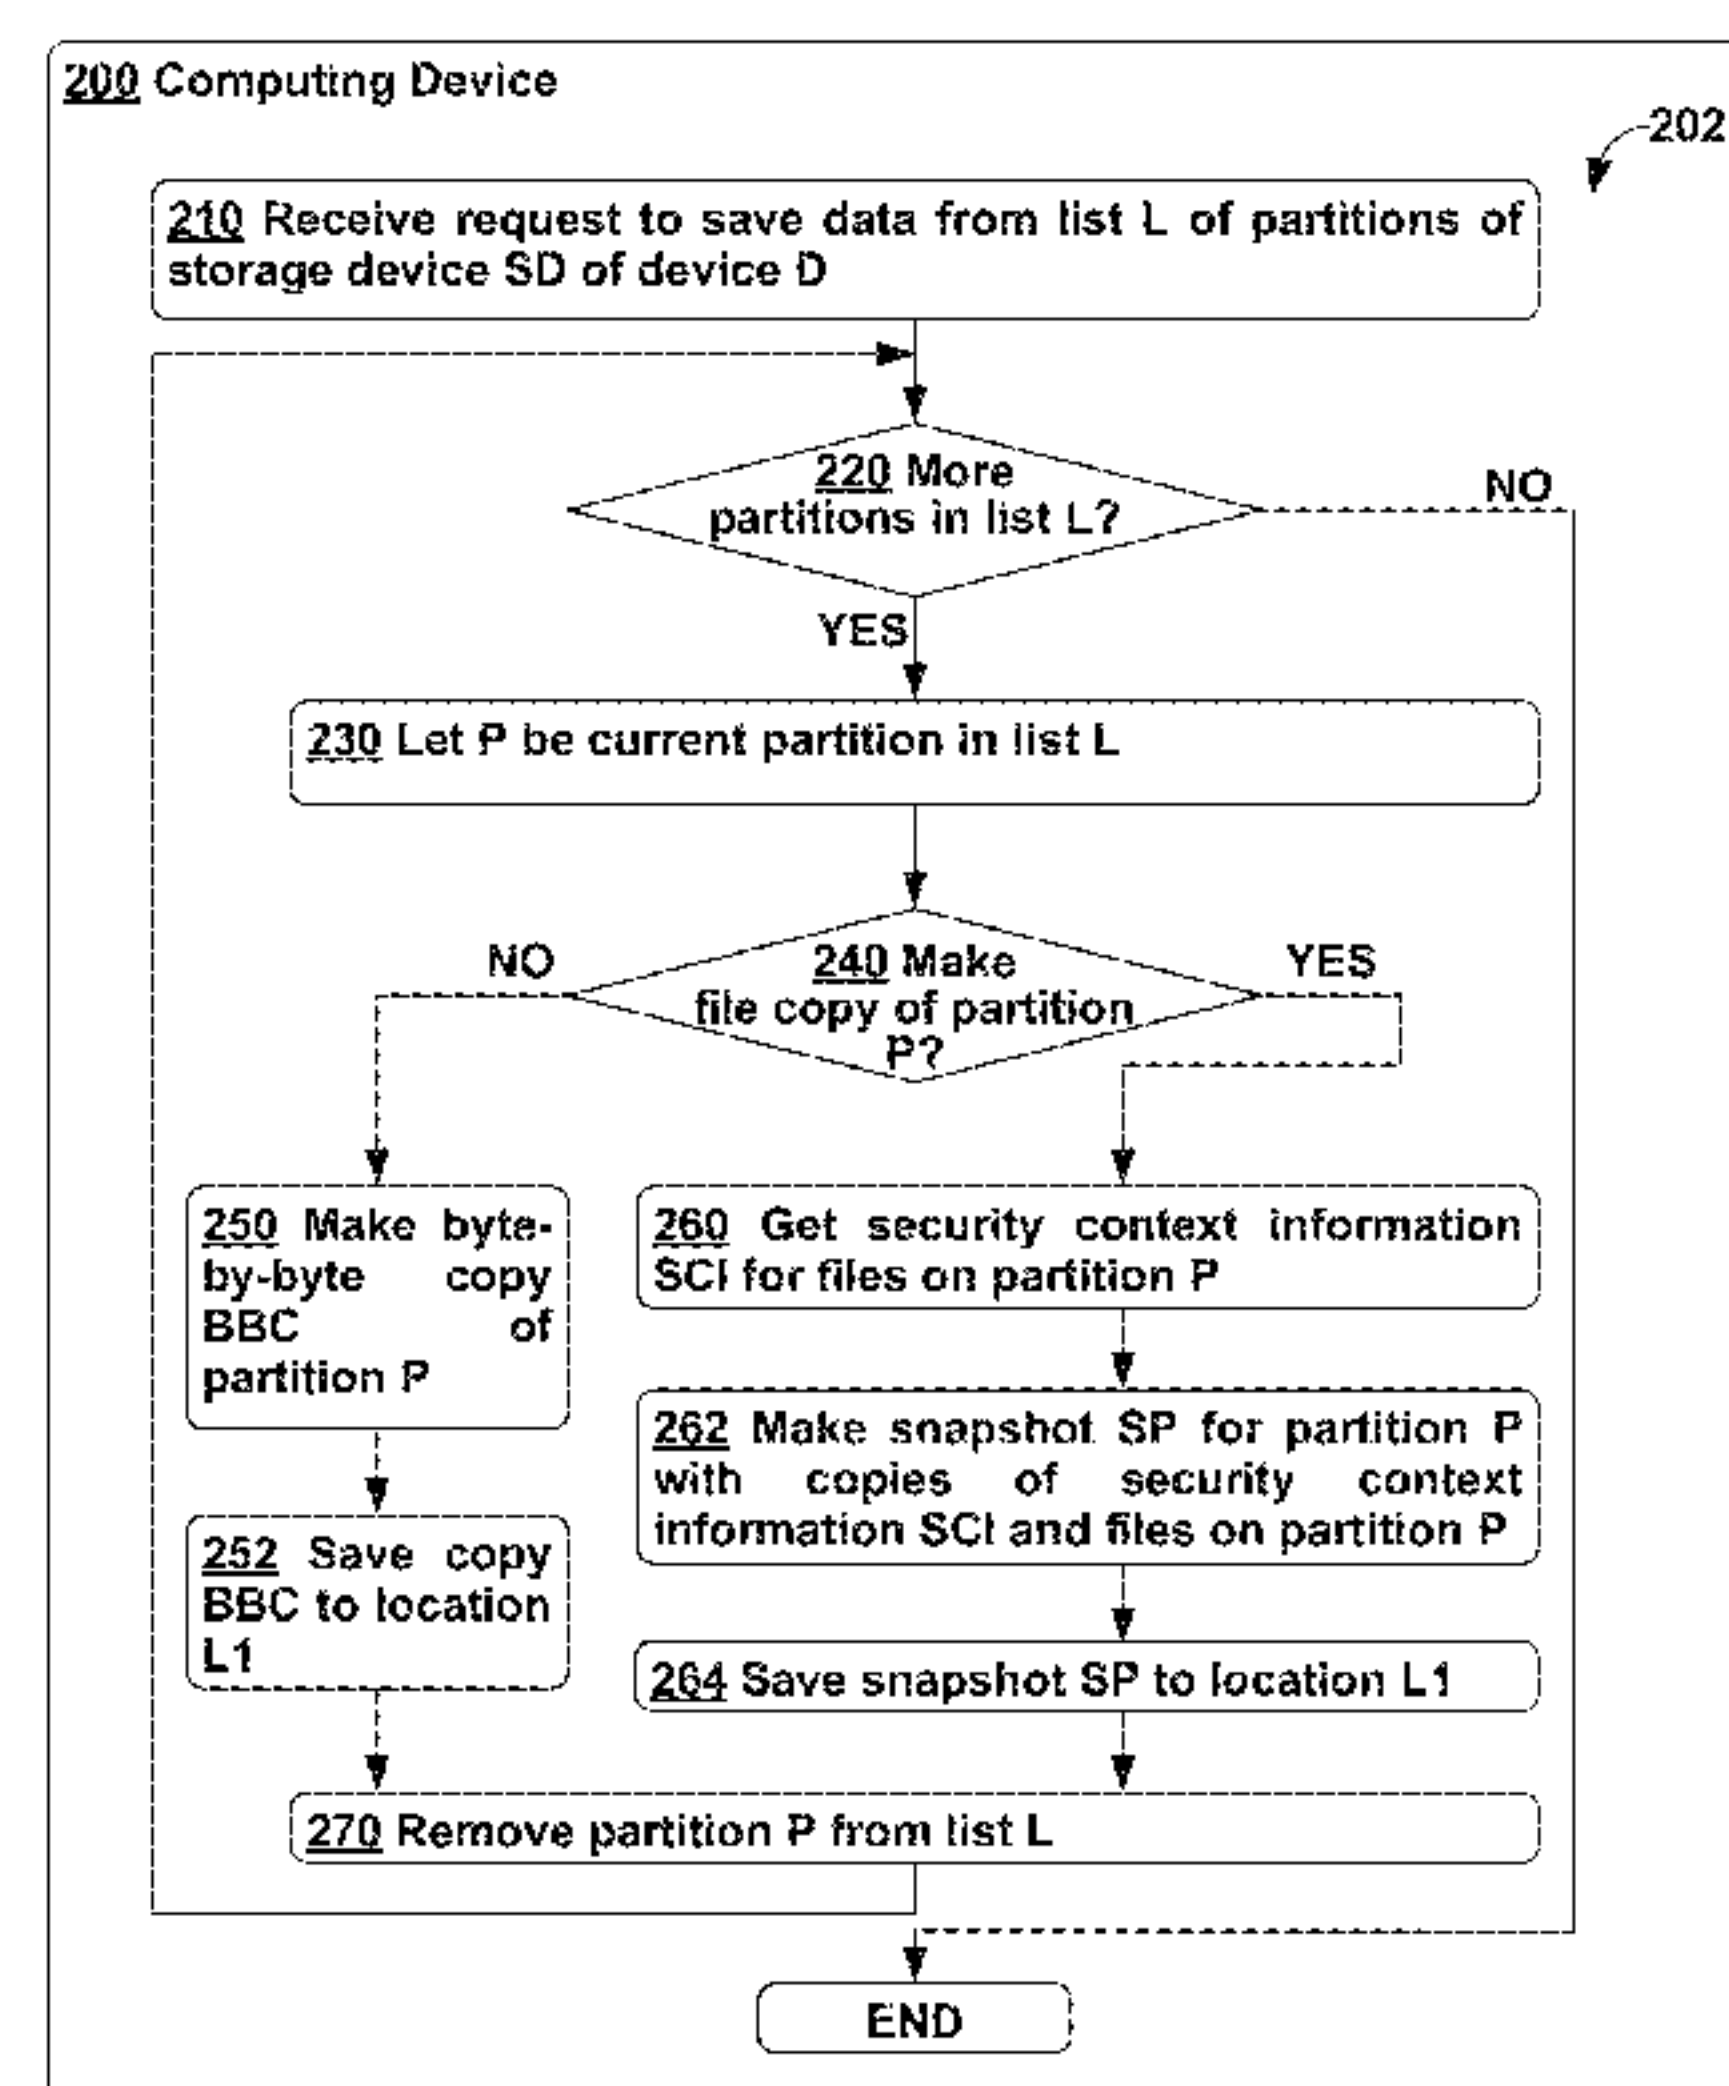 200 Computing Device
202
210 Receive request to save data from list L of partitions of
storage device SD of device D
220 More
partitions in list L?
NO
YES
230 Let P be current partition in list L
NO
240 Make
file copy of partition
P?
YES
250 Make byte-
by-byte copy
BBC of
partition P
260 Get security context information
SCI for files on partition P
262 Make snapshot SP for partition P
with copies of security context
information SCI and files on partition P
252 Save copy
BBC to location
L1
264 Save snapshot SP to location L1
270 Remove partition P from list L
END